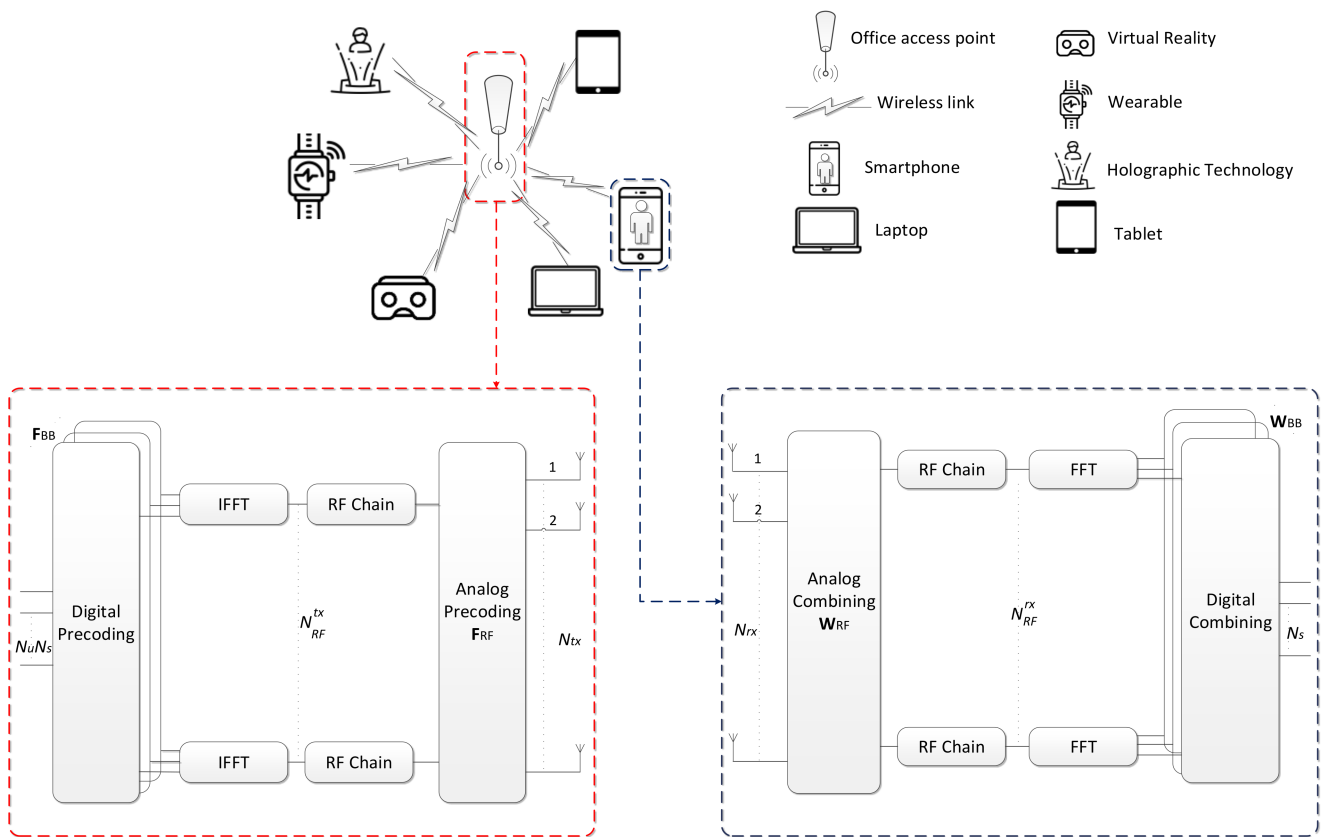 Office access point
Virtual Reality
Wireless link
Wearable
Smartphone
Holographic Technology
Laptop
Tablet
FBB
Digital
Precoding
NuNs
IFFT
RF Chain
IFFT
RF Chain
N tx RF
Analog
Precoding
FRF
1
2
Ntx
1
2
Nrx
Analog
Combining
WRF
RF Chain
FFT
RF Chain
FFT
N rx RF
WBB
Digital
Combining
Ns